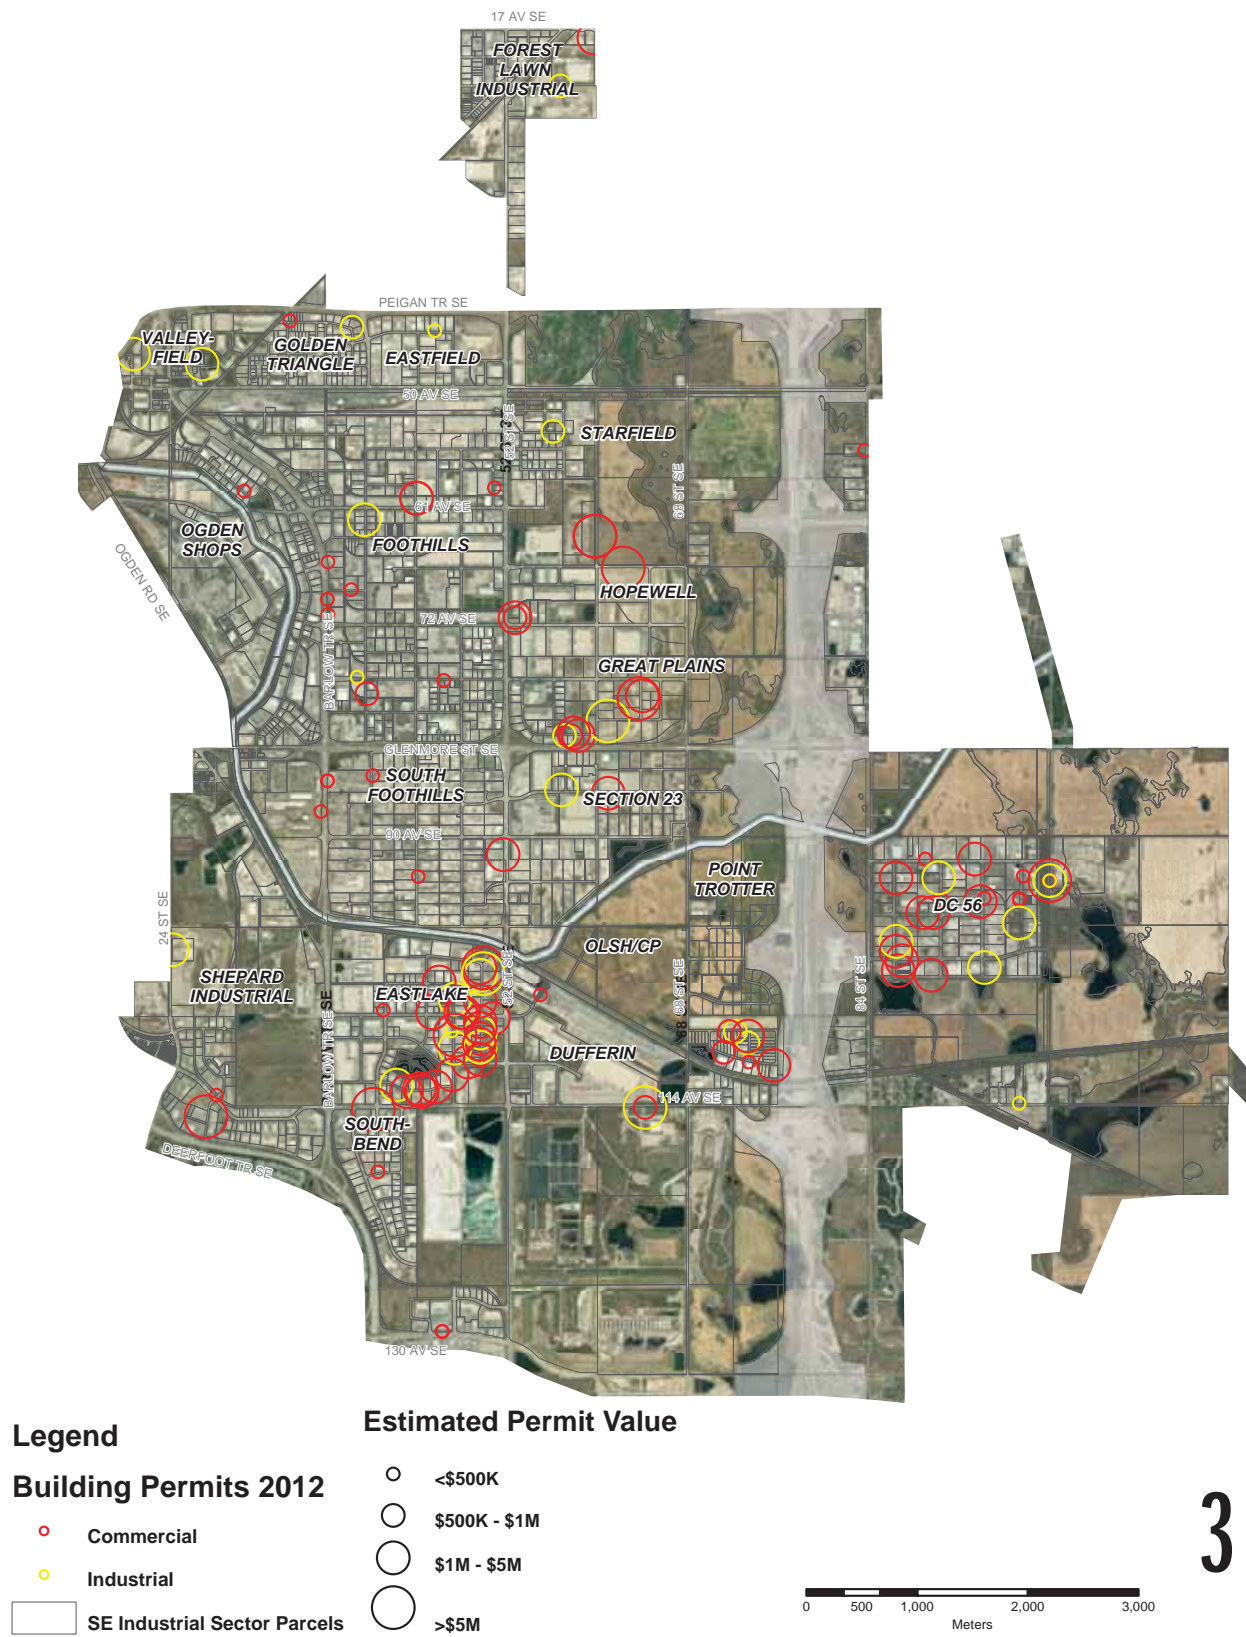 17 AV SE
FOREST
LAWN
INDUSTRIAL
PEIGAN TR SE
VALLEY-
FIELD
GOLDEN
TRIANGLE
EASTFIELD
50 AV SE
52 ST SE
STARFIELD
68 ST SE
61 AV SE
OGDEN
SHOPS
OGDEN RD SE
FOOTHILLS
HOPEWELL
72 AV SE
BARLOW TR SE
GREAT PLAINS
GLENMORE ST SE
SOUTH
FOOTHILLS
SECTION 23
90 AV SE
POINT
TROTTER
DC 56
24 ST SE
OLSH/CP
SHEPARD
INDUSTRIAL
EASTLAKE
52 ST SE
68 ST SE
84 ST SE
BARLOW TR SE
DUFFERIN
114 AV SE
SOUTH-
BEND
DEERFOOT TR SE
130 AV SE
Legend
Building Permits 2012
Commercial
Industrial
SE Industrial Sector Parcels
Estimated Permit Value
<$500K
$500K - $1M
$1M - $5M
>$5M
3
0 500 1,000 2,000 3,000
Meters